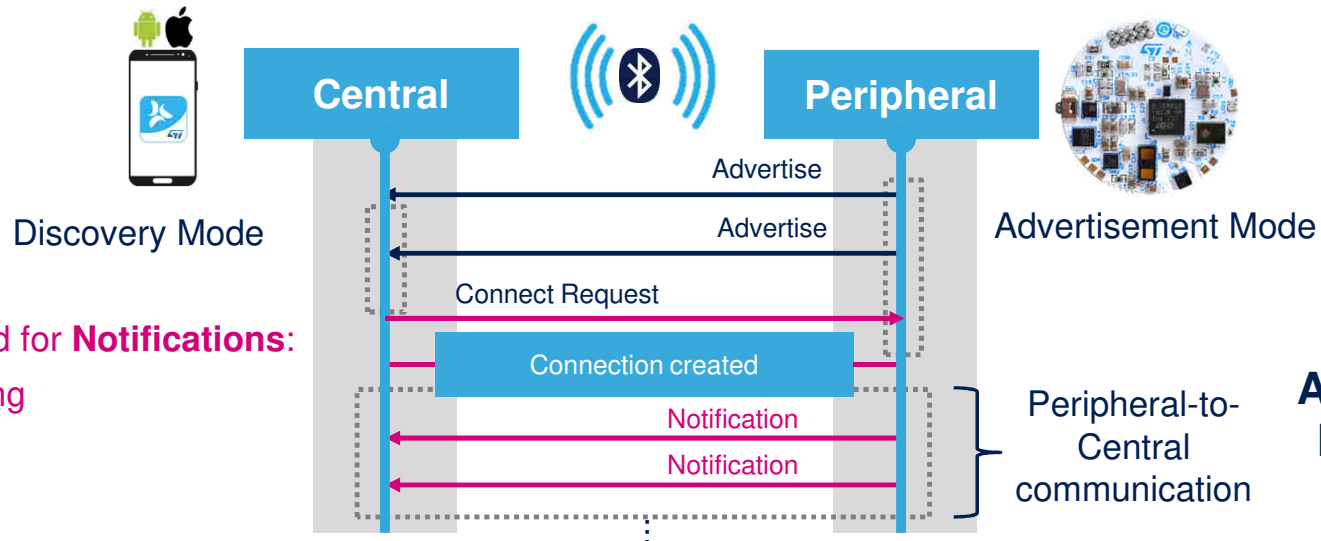 Central
Peripheral
Advertise
Discovery Mode
Advertise
Advertisement Mode
Connect Request
d for Notifications:
ng
Connection created
Notification
Notification
Peripheral-to-
Central
communication
A